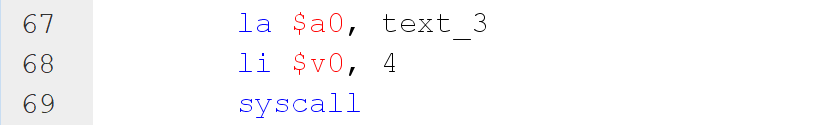 67 la $a0, text_3
68 li $v0, 4
69 syscall